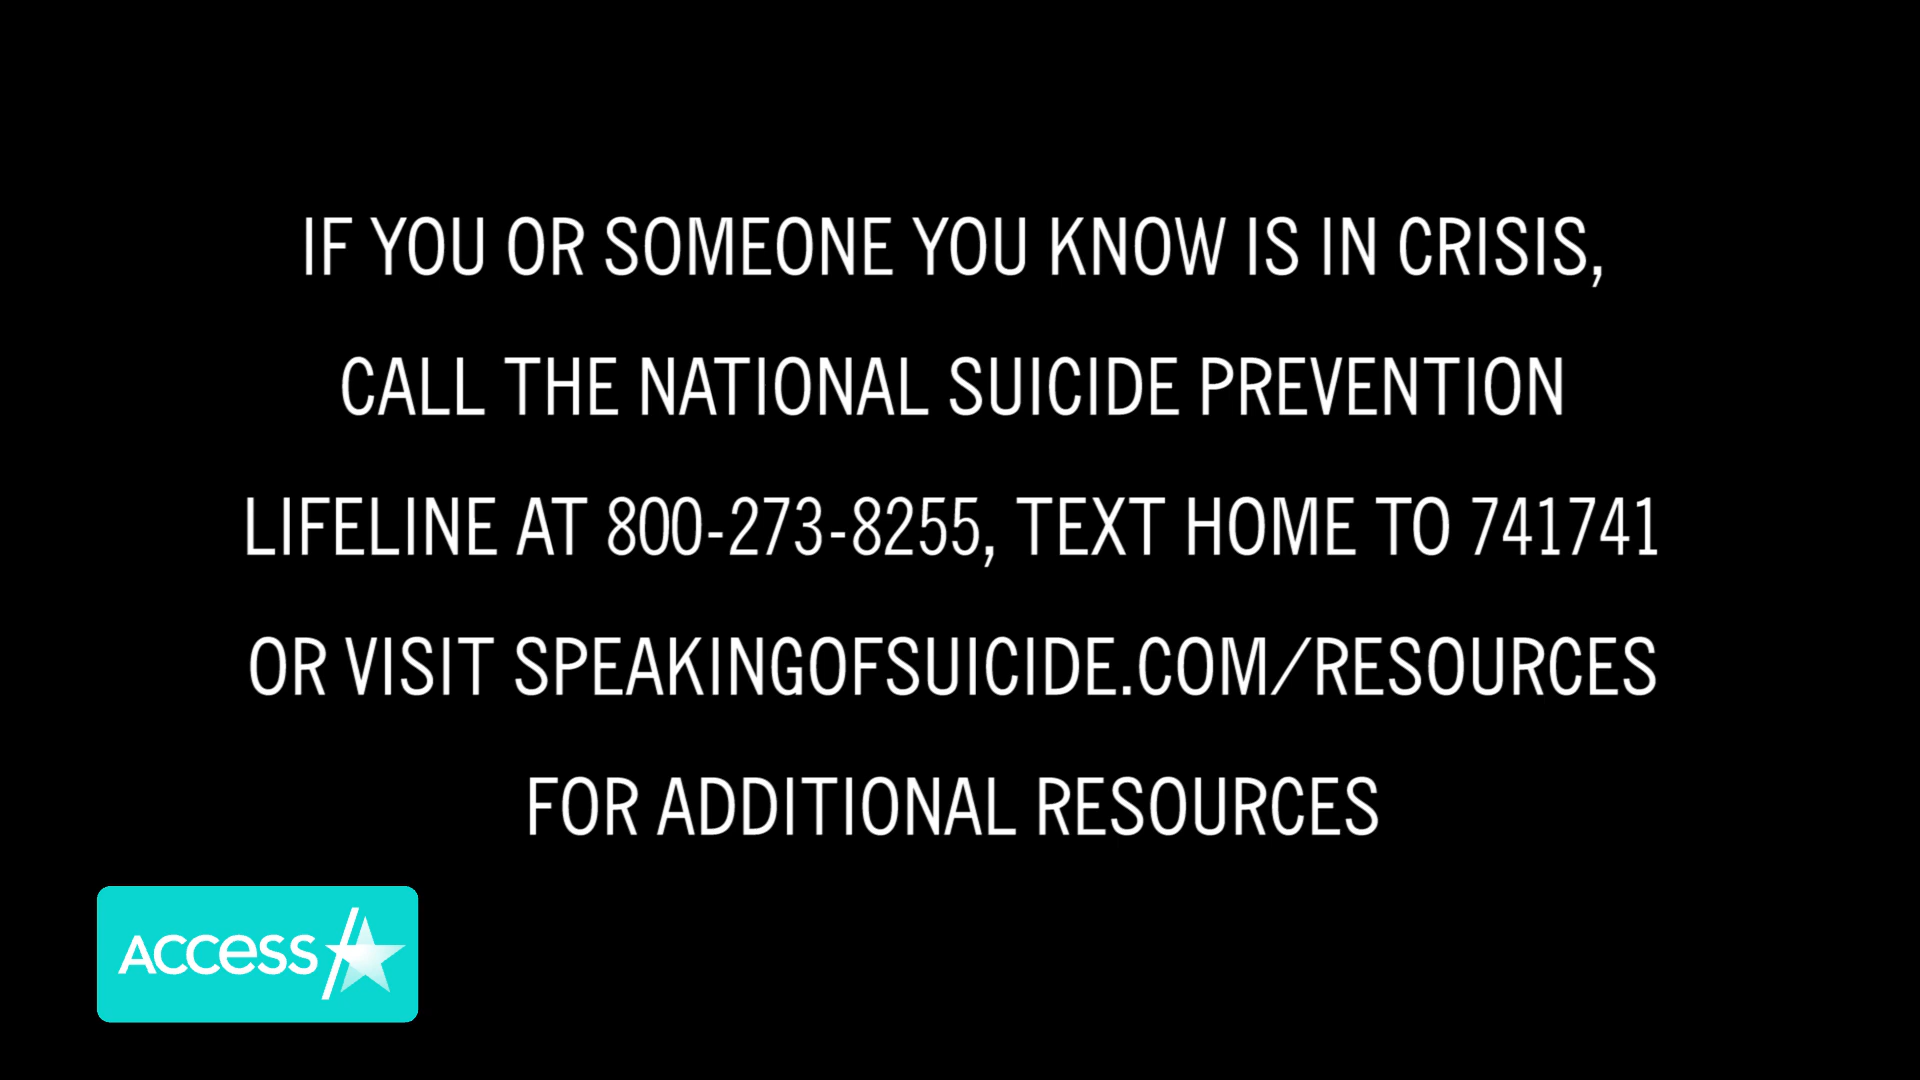 IF YOU OR SOMEONE YOU KNOW IS IN CRISIS,
CALL THE NATIONAL SUICIDE PREVENTION
LIFELINE AT 800-273-8255, TEXT HOME TO 741741
OR VISIT SPEAKINGOFSUICIDE.COM/RESOURCES
FOR ADDITIONAL RESOURCES
ACCESS